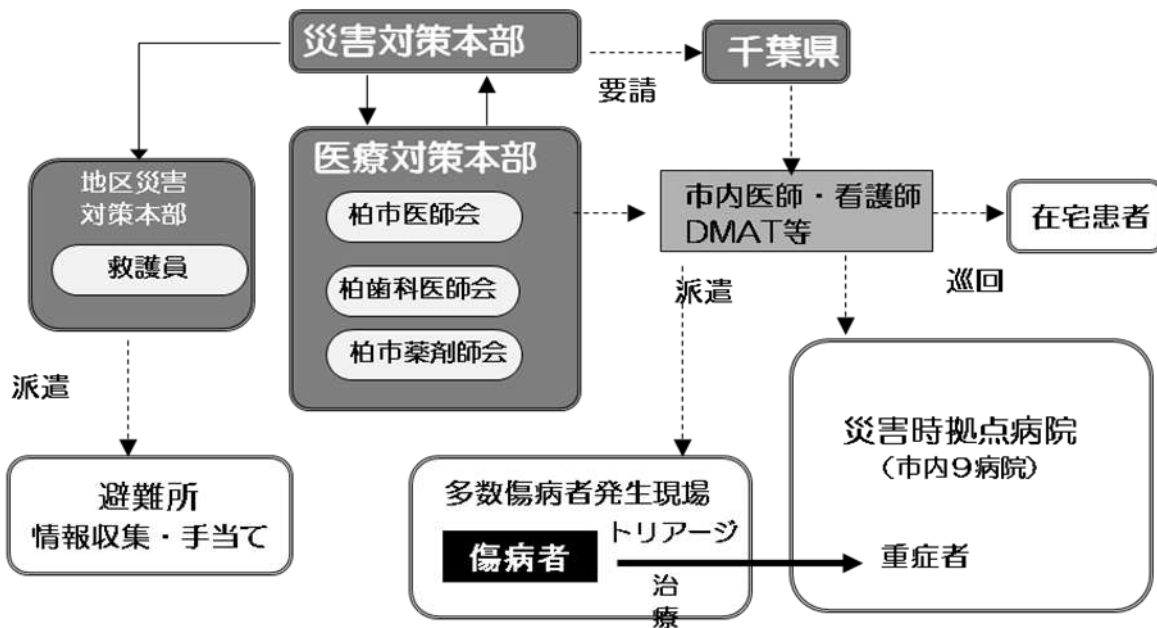 災害対策本部
千葉県
要請
医療対策本部
柏市医師会
柏歯科医師会
柏市薬剤師会
地区災害
対策本部
救護員
市内医師・看護師
DMAT等
在宅患者
派遣
巡回
派遣
避難所
情報収集・手当て
多数傷病者発生現場
トリアージ
傷病者
治
療
災害時拠点病院
（市内９病院）
重症者